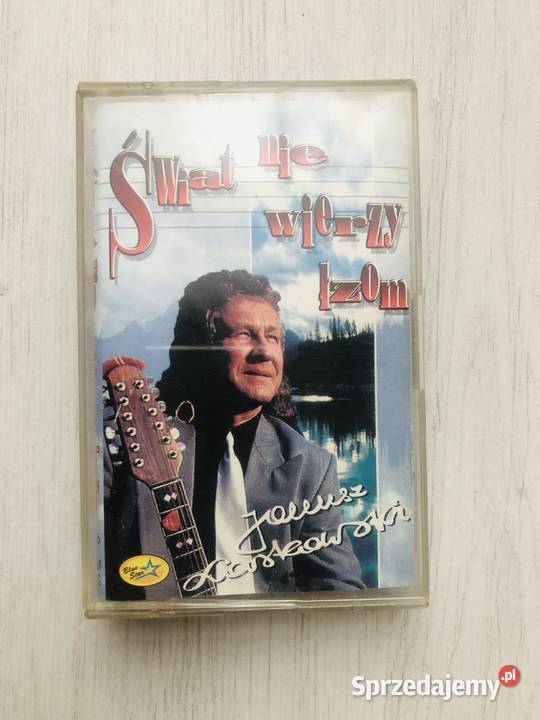 Świat nie
wierzy
łzom
Janusz
Laskowski
Blue
Star
Sprzedajemy.pl